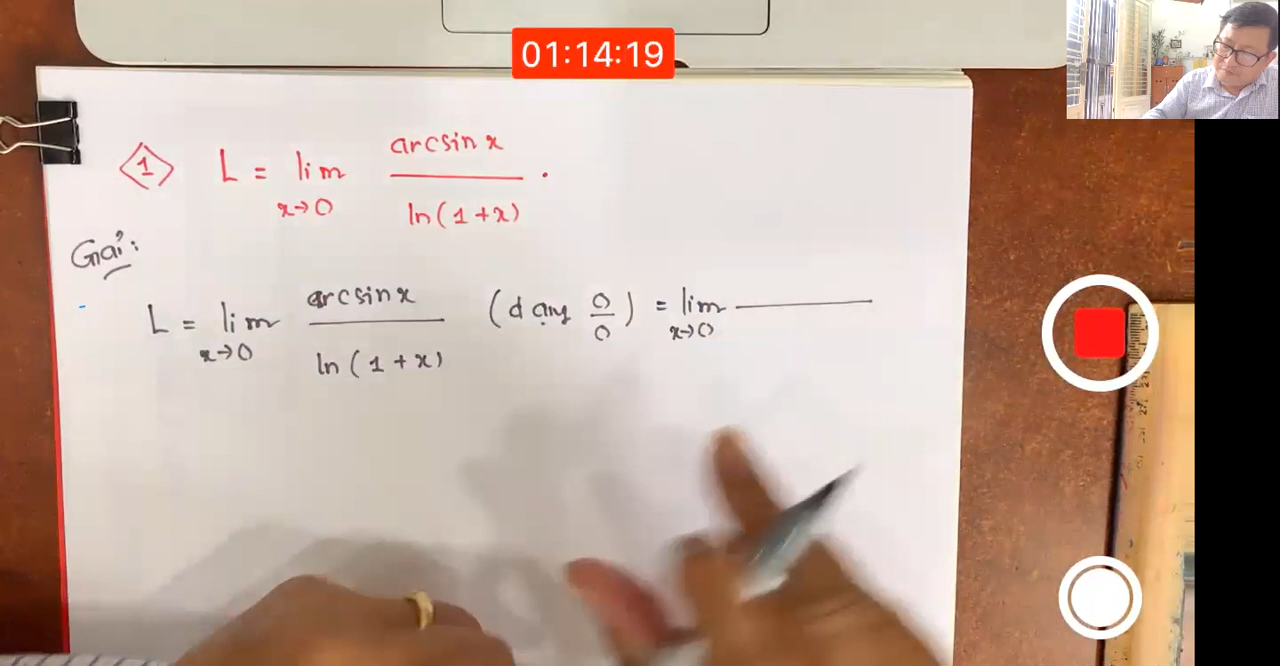 01:14:19
1 L = lim x→0 arcsin x / ln(1+x) .
Giải:
L = lim x→0 arcsin x / ln(1+x) (dạng 0/0) = lim x→0